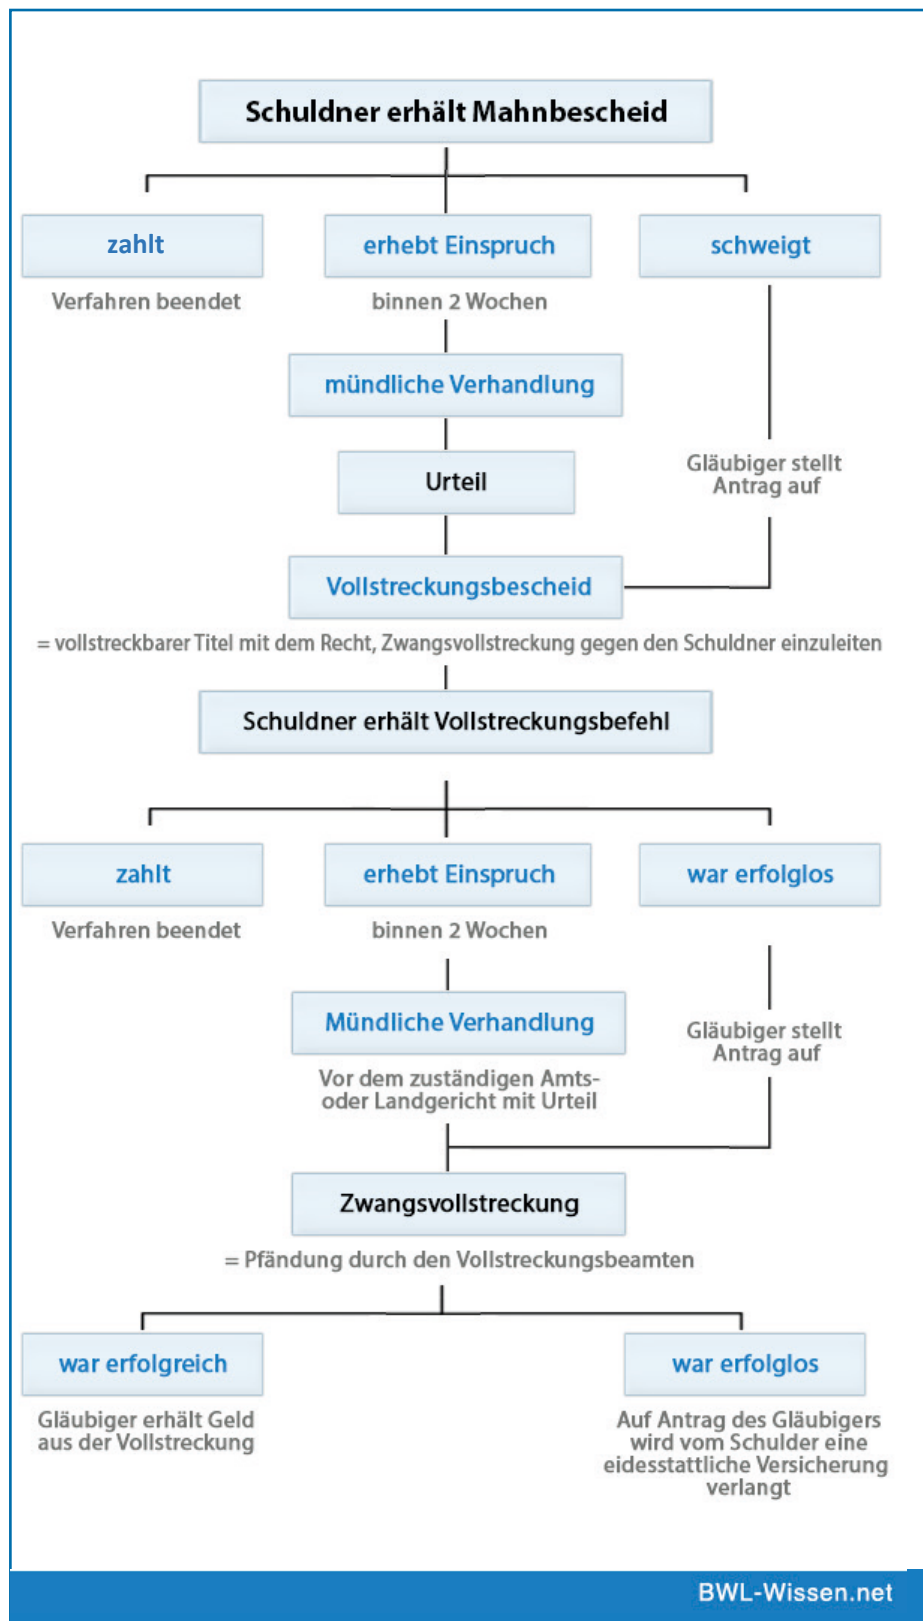 Schuldner erhält Mahnbescheid
zahlt
erhebt Einspruch
schweigt
Verfahren beendet
binnen 2 Wochen
mündliche Verhandlung
Gläubiger stellt
Antrag auf
Urteil
Vollstreckungsbescheid
= vollstreckbarer Titel mit dem Recht, Zwangsvollstreckung gegen den Schuldner einzuleiten
Schuldner erhält Vollstreckungsbefehl
zahlt
erhebt Einspruch
war erfolglos
Verfahren beendet
binnen 2 Wochen
Mündliche Verhandlung
Gläubiger stellt
Antrag auf
Vor dem zuständigen Amts-
oder Landgericht mit Urteil
Zwangsvollstreckung
= Pfändung durch den Vollstreckungsbeamten
war erfolgreich
war erfolglos
Gläubiger erhält Geld
aus der Vollstreckung
Auf Antrag des Gläubigers
wird vom Schulder eine
eidesstattliche Versicherung
verlangt
BWL-Wissen.net